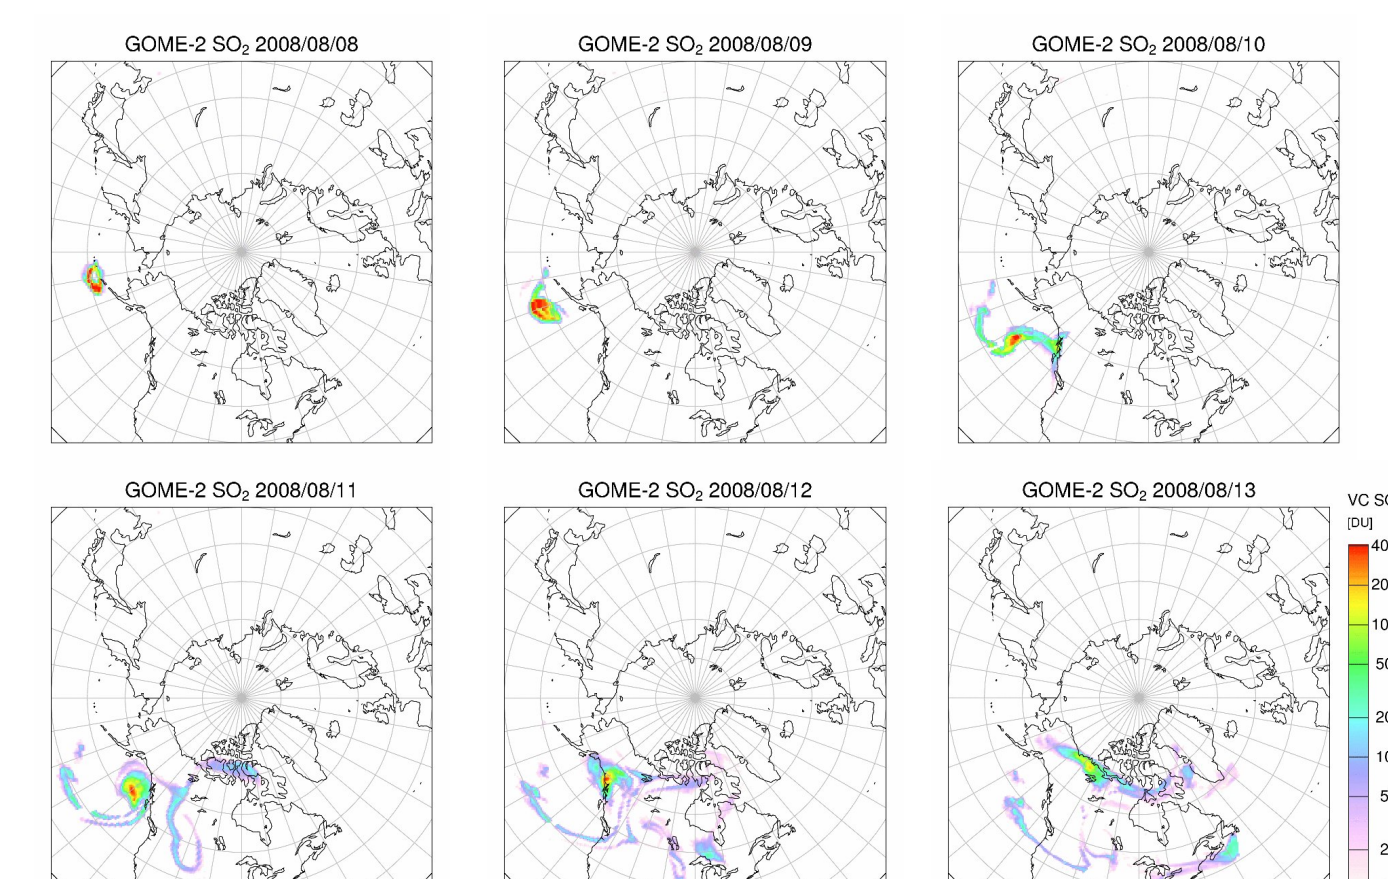 GOME-2 SO₂ 2008/08/08
GOME-2 SO₂ 2008/08/09
GOME-2 SO₂ 2008/08/10
GOME-2 SO₂ 2008/08/11
GOME-2 SO₂ 2008/08/12
GOME-2 SO₂ 2008/08/13
VC
[DU]